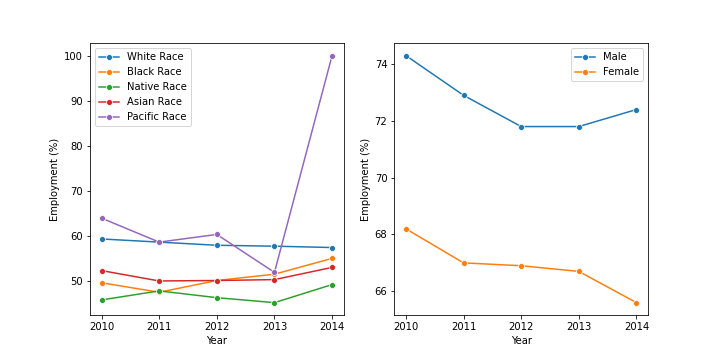 100
90
80
70
60
50
Employment (%)
White Race
Black Race
Native Race
Asian Race
Pacific Race
2010 2011 2012 2013 2014
Year
74
72
70
68
66
Employment (%)
Male
Female
2010 2011 2012 2013 2014
Year